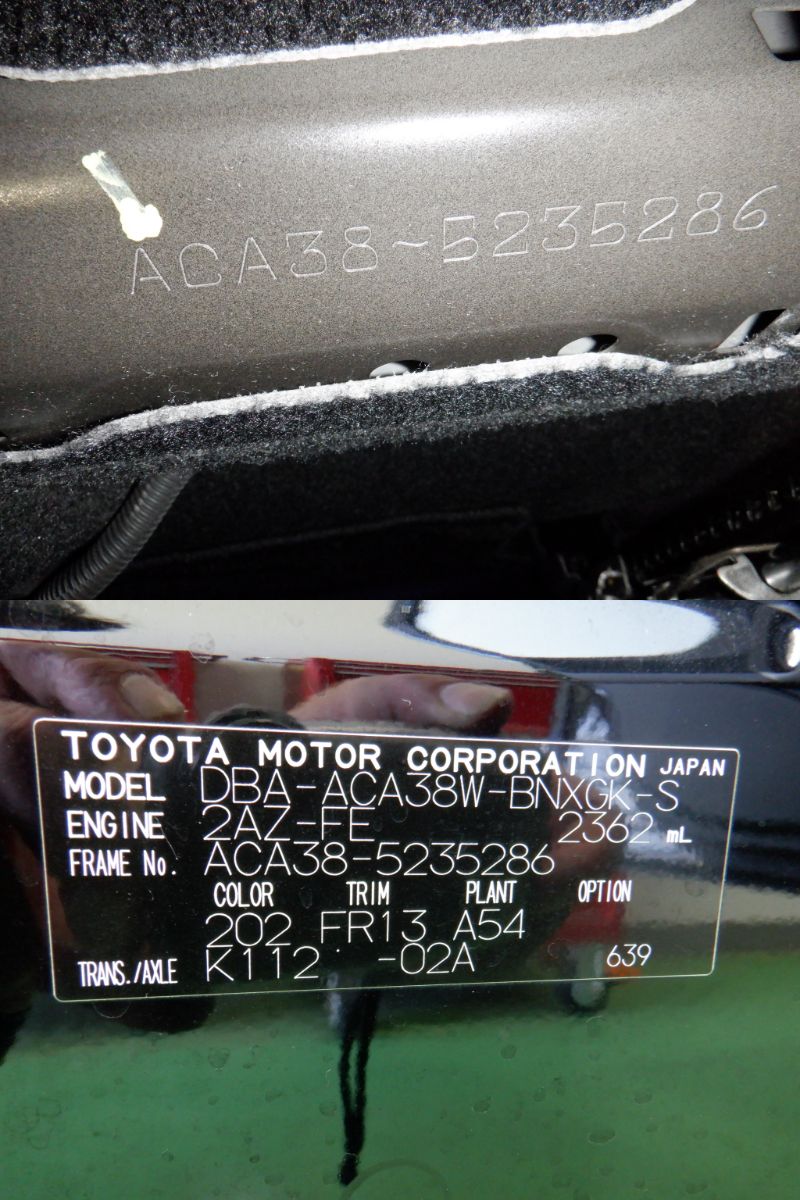 ACA38-5235286
TOYOTA MOTOR CORPORATION JAPAN
MODEL DBA-ACA38W-BNXGK-S
ENGINE 2AZ-FE 2362 mL
FRAME No. ACA38-5235286
COLOR TRIM PLANT OPTION
202 FR13 A54
TRANS./AXLE K112 -02A 639